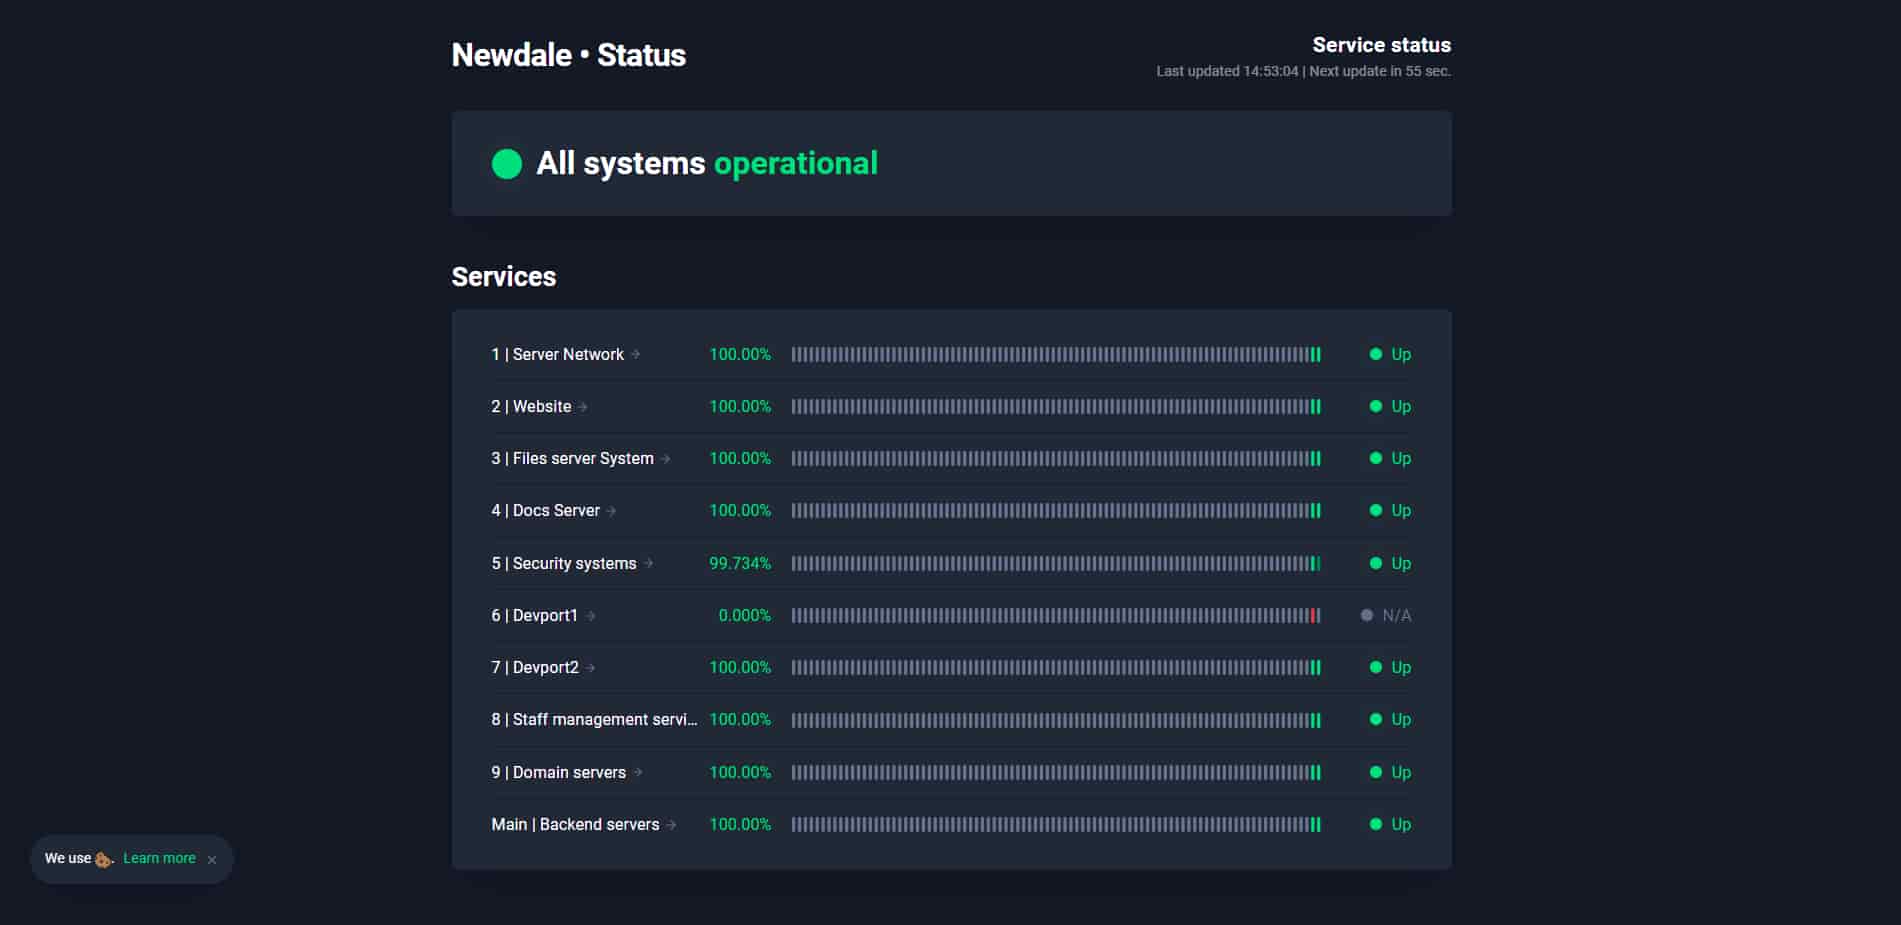 Newdale • Status
Service status
Last updated 14:53:04 | Next update in 55 sec.
All systems operational
Services
1 | Server Network 100.00% Up
2 | Website 100.00% Up
3 | Files server System 100.00% Up
4 | Docs Server 100.00% Up
5 | Security systems 99.734% Up
6 | Devport1 0.000% N/A
7 | Devport2 100.00% Up
8 | Staff management servi... 100.00% Up
9 | Domain servers 100.00% Up
Main | Backend servers 100.00% Up
We use 🍪. Learn more ×